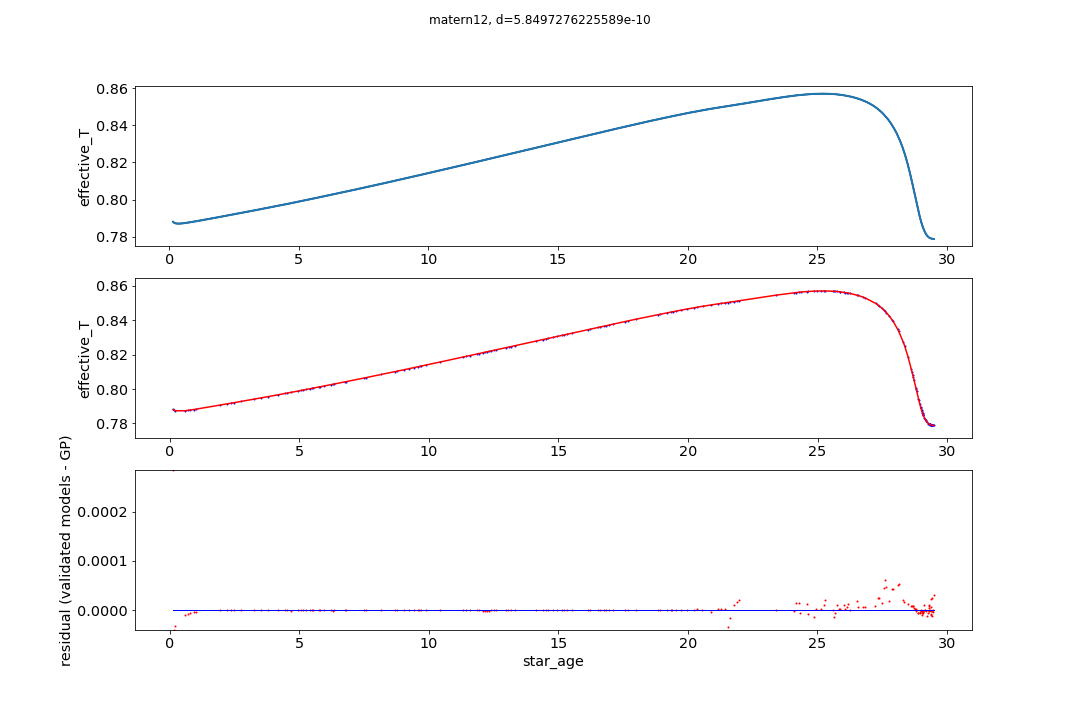 matern12, d=5.8497276225589e-10
0.86
0.84
0.82
0.80
0.78
effective_T
0 5 10 15 20 25 30
0.86
0.84
0.82
0.80
0.78
effective_T
0 5 10 15 20 25 30
0.0002
0.0001
0.0000
residual (validated models - GP)
0 5 10 15 20 25 30
star_age